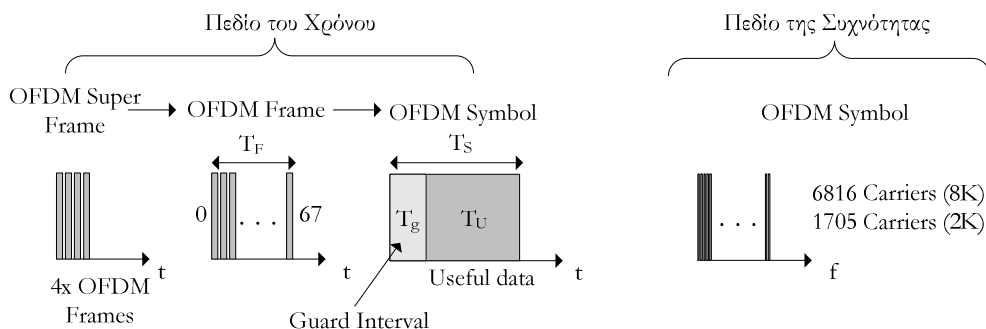 Πεδίο του Χρόνου
Πεδίο της Συχνότητας
OFDM Super
Frame
OFDM Frame
OFDM Symbol
OFDM Symbol
T_F
T_S
0
67
. . .
T_g
T_U
. . .
6816 Carriers (8K)
1705 Carriers (2K)
t
t
t
f
4x OFDM
Frames
Useful data
Guard Interval